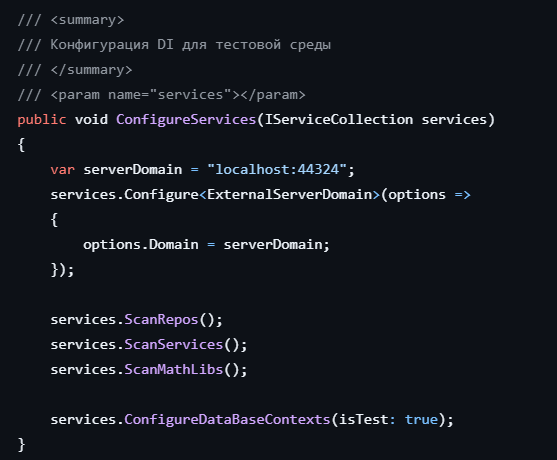 /// <summary>
/// Конфигурация DI для тестовой среды
/// </summary>
/// <param name="services"></param>
public void ConfigureServices(IServiceCollection services)
{
    var serverDomain = "localhost:44324";
    services.Configure<ExternalServerDomain>(options =>
    {
        options.Domain = serverDomain;
    });

    services.ScanRepos();
    services.ScanServices();
    services.ScanMathLibs();

    services.ConfigureDataBaseContexts(isTest: true);
}